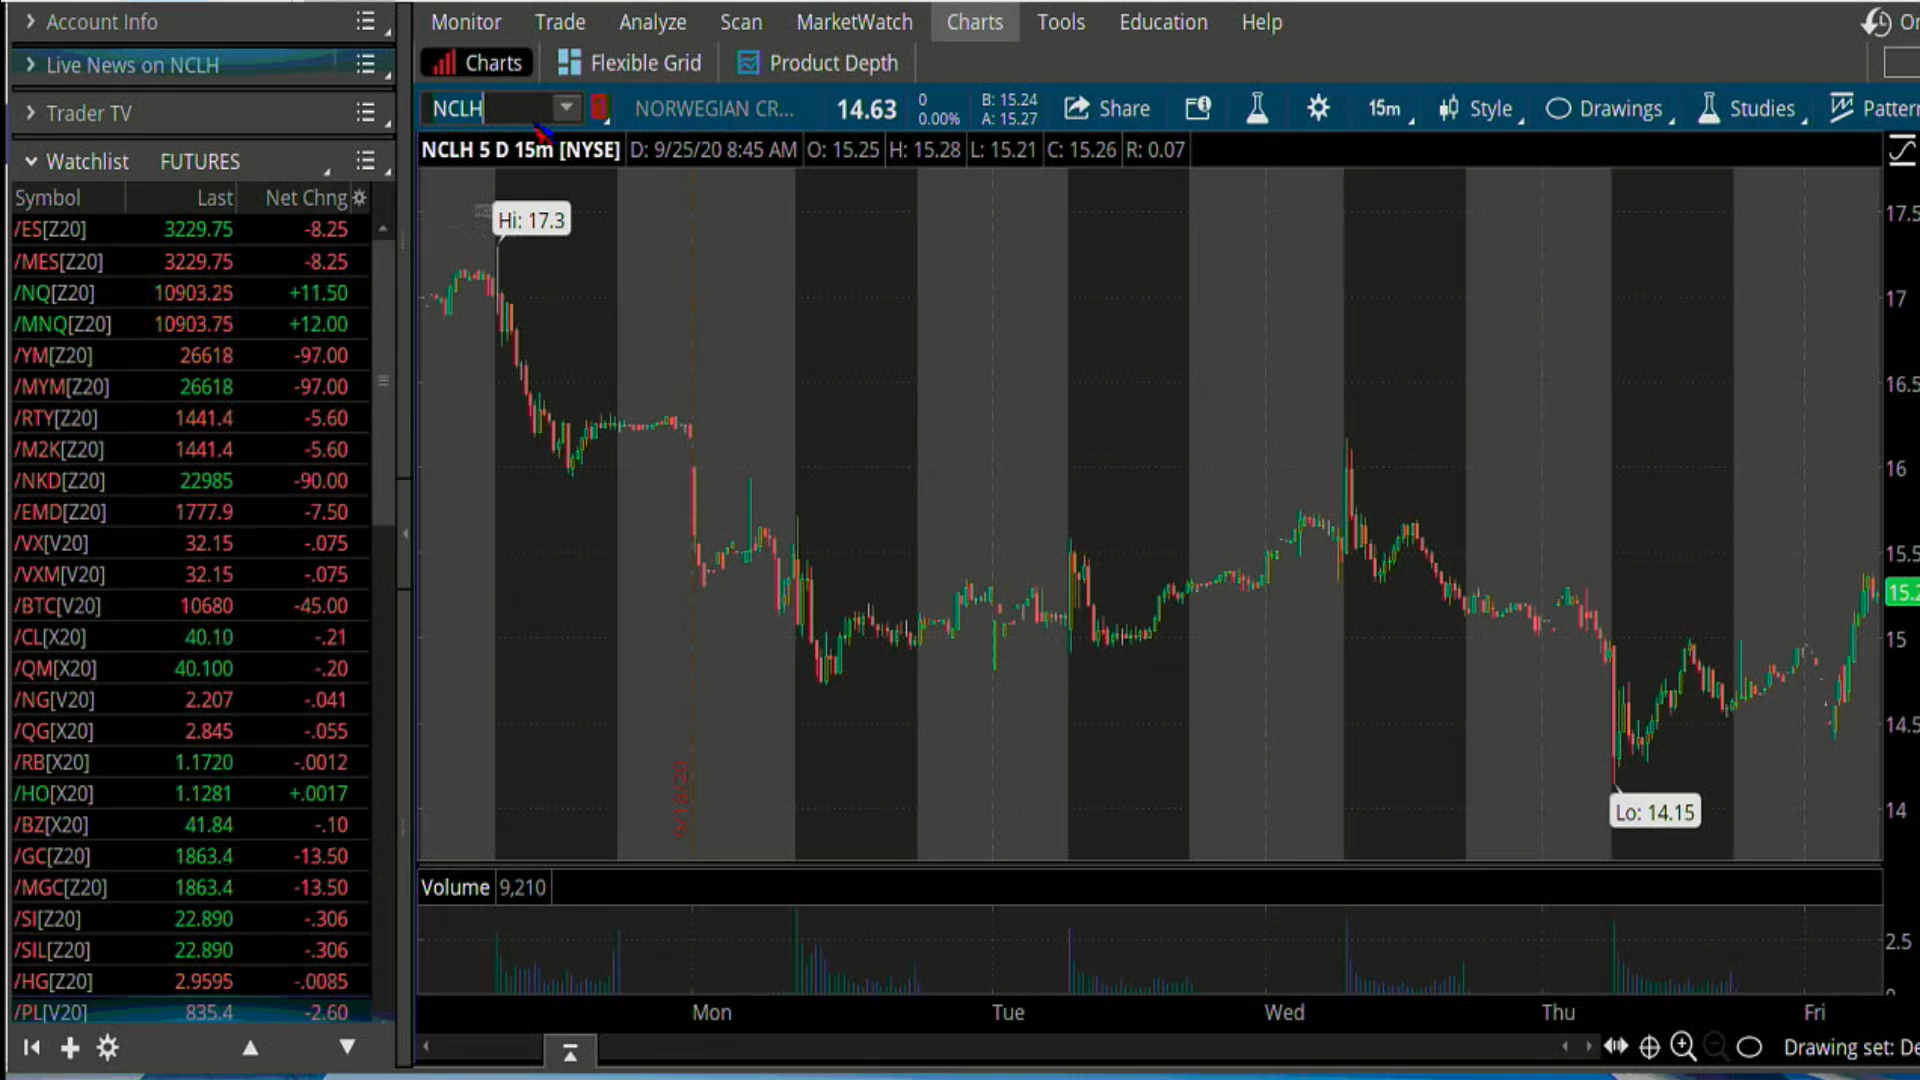 Account Info
Live News on NCLH
Trader TV
Watchlist FUTURES
Symbol Last Net Chng
/ES[Z20] 3229.75 -8.25
/MES[Z20] 3229.75 -8.25
/NQ[Z20] 10903.25 +11.50
/MNQ[Z20] 10903.75 +12.00
/YM[Z20] 26618 -97.00
/MYM[Z20] 26618 -97.00
/RTY[Z20] 1441.4 -5.60
/M2K[Z20] 1441.4 -5.60
/NKD[Z20] 22985 -90.00
/EMD[Z20] 1777.9 -7.50
/VX[V20] 32.15 -.075
/VXM[V20] 32.15 -.075
/BTC[V20] 10680 -45.00
/CL[X20] 40.10 -.21
/QM[X20] 40.100 -.20
/NG[V20] 2.207 -.041
/QG[X20] 2.845 -.055
/RB[X20] 1.1720 -.0012
/HO[X20] 1.1281 +.0017
/BZ[X20] 41.84 -.10
/GC[Z20] 1863.4 -13.50
/MGC[Z20] 1863.4 -13.50
/SI[Z20] 22.890 -.306
/SIL[Z20] 22.890 -.306
/HG[Z20] 2.9595 -.0085
/PL[V20] 835.4 -2.60
Monitor Trade Analyze Scan MarketWatch Charts Tools Education Help
Charts Flexible Grid Product Depth
NCLH NORWEGIAN CR... 14.63 0 B: 15.24 Share 15m Style Drawings Studies Pattern
0.00% A: 15.27
NCLH 5 D 15m [NYSE] D: 9/25/20 8:45 AM O: 15.25 H: 15.28 L: 15.21 C: 15.26 R: 0.07
Hi: 17.3
17.5
17
16.5
16
15.5
15.2
15
14.5
14
Lo: 14.15
Volume 9,210
2.5
Mon Tue Wed Thu Fri
Drawing set: De